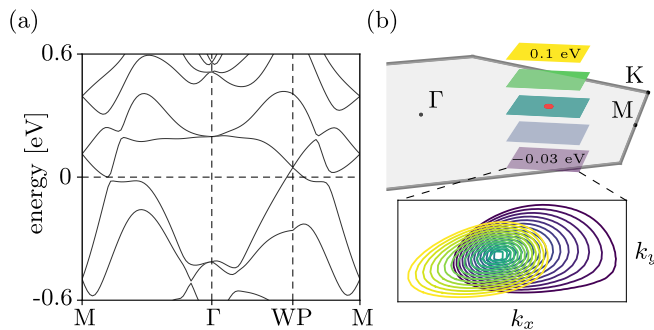 (a)
(b)
0.6
0
-0.6
energy [eV]
M
Γ
WP
M
0.1 eV
−0.03 eV
Γ
K
M
k_x
k_y